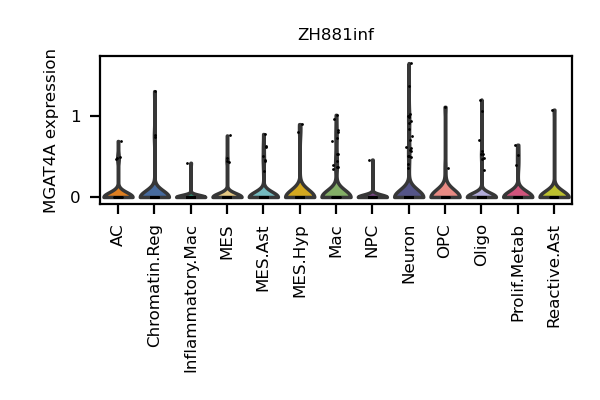 ZH881inf
MGAT4A expression
1
0
AC
Chromatin.Reg
Inflammatory.Mac
MES
MES.Ast
MES.Hyp
Mac
NPC
Neuron
OPC
Oligo
Prolif.Metab
Reactive.Ast